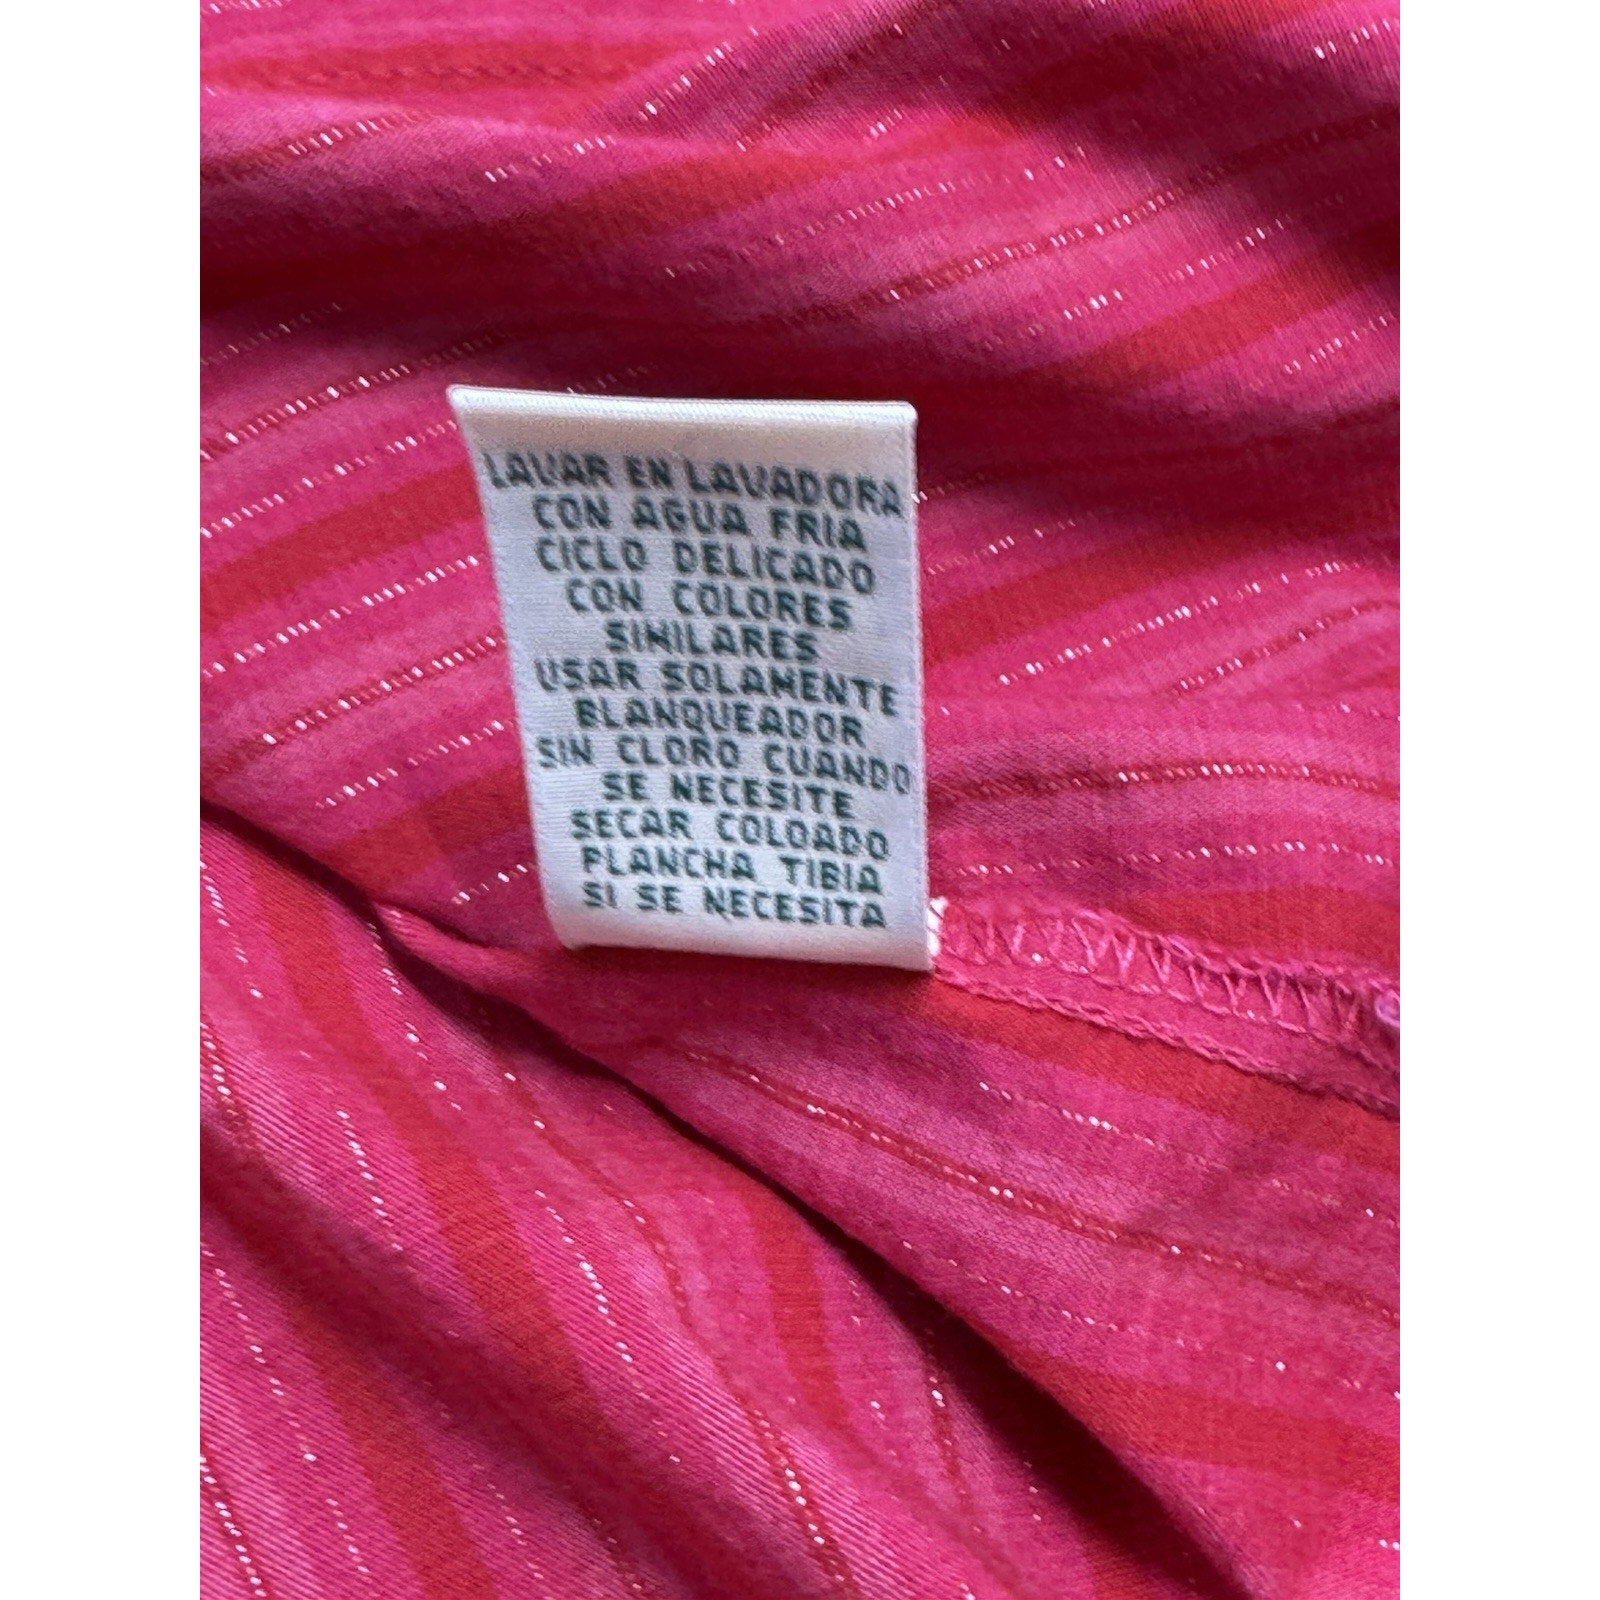 LAVAR EN LAVADORA
CON AGUA FRIA
CICLO DELICADO
CON COLORES
SIMILARES
USAR SOLAMENTE
BLANQUEADOR
SIN CLORO CUANDO
SE NECESITE
SECAR COLGADO
PLANCHA TIBIA
SI SE NECESITA